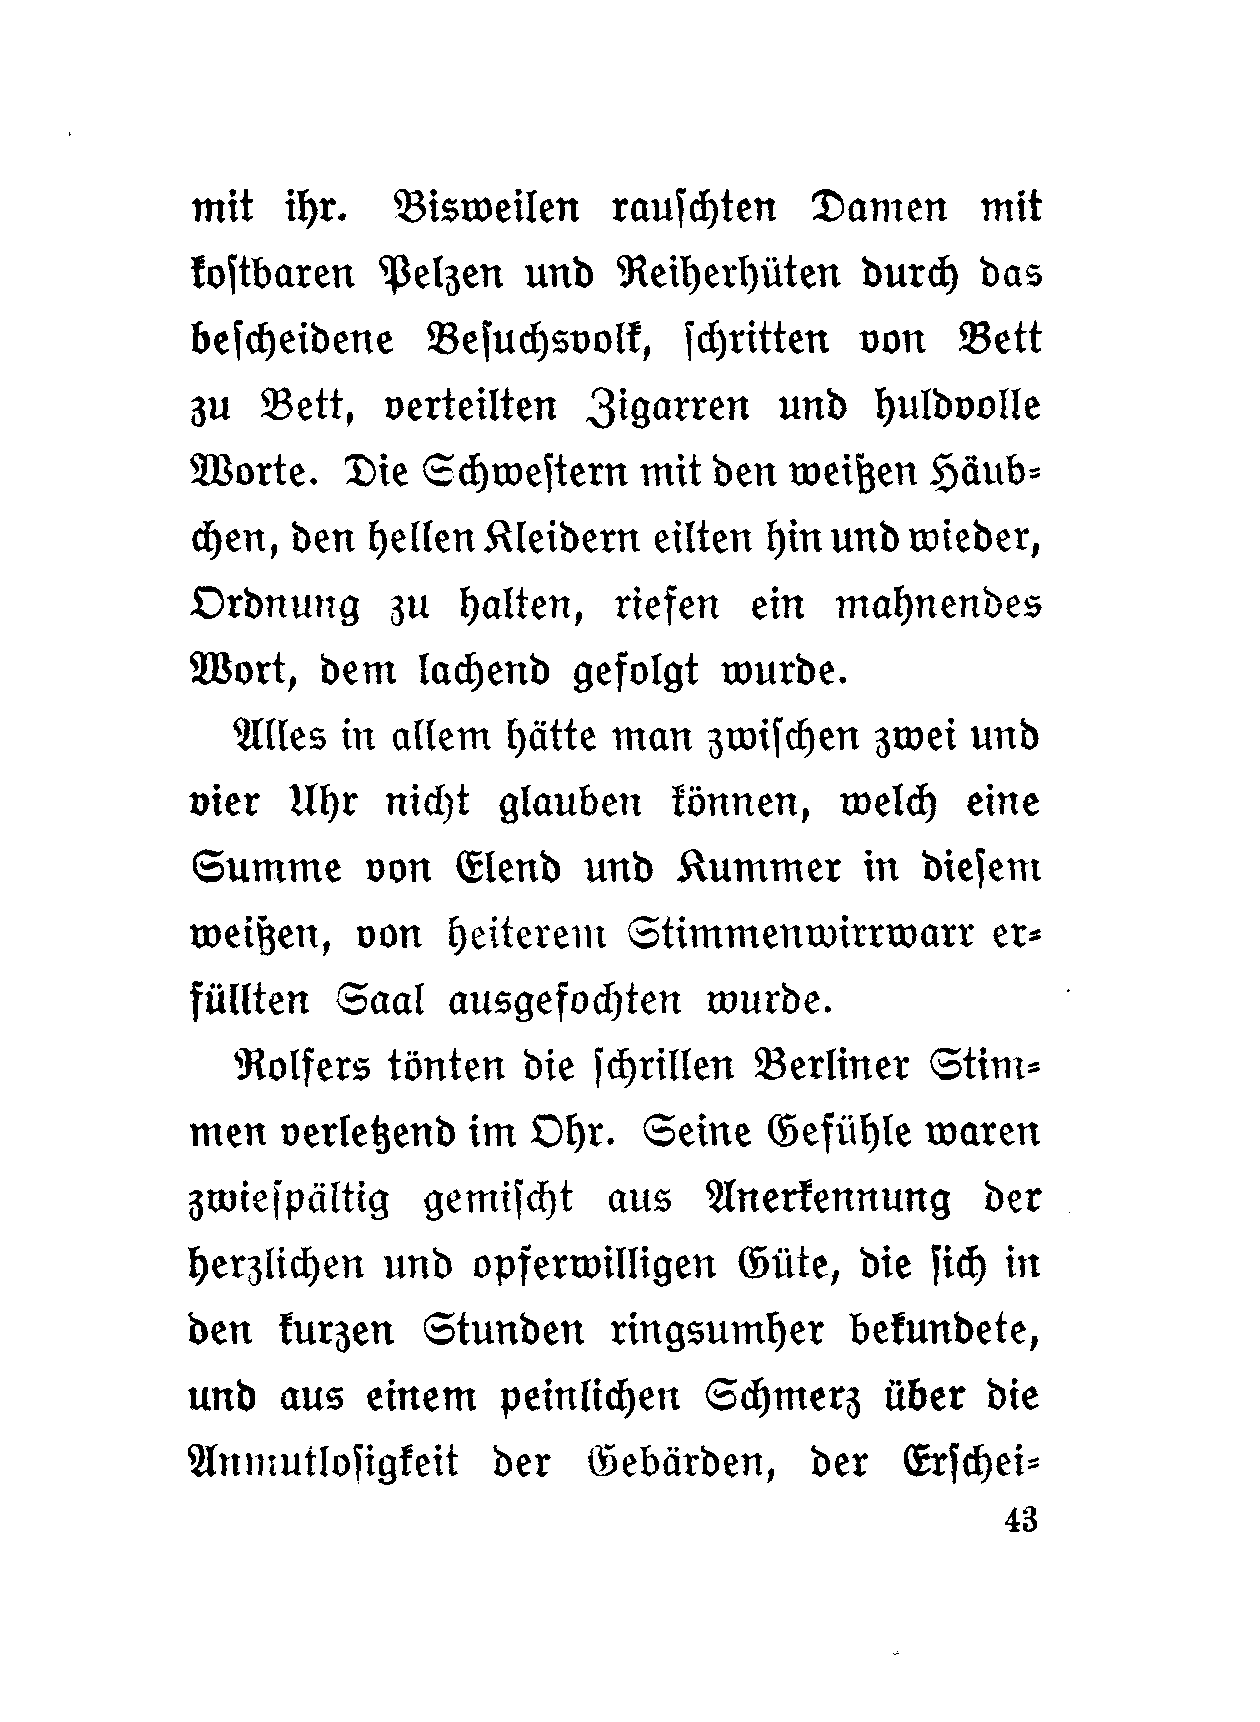 mit ihr. Bisweilen rauſchten Damen mit
koſtbaren Pelzen und Reiherhüten durch das
beſcheidene Beſuchsvolk, ſchritten von Bett
zu Bett, verteilten Zigarren und huldvolle
Worte. Die Schweſtern mit den weißen Häub⸗
chen, den hellen Kleidern eilten hin und wieder,
Ordnung zu halten, riefen ein mahnendes
Wort, dem lachend gefolgt wurde.
Alles in allem hätte man zwiſchen zwei und
vier Uhr nicht glauben können, welch eine
Summe von Elend und Kummer in dieſem
weißen, von heiterem Stimmenwirrwarr er⸗
füllten Saal ausgefochten wurde.
Rolfers tönten die ſchrillen Berliner Stim⸗
men verletzend im Ohr. Seine Gefühle waren
zwieſpältig gemiſcht aus Anerkennung der
herzlichen und opferwilligen Güte, die ſich in
den kurzen Stunden ringsumher bekundete,
und aus einem peinlichen Schmerz über die
Anmutloſigkeit der Gebärden, der Erſchei⸗
43